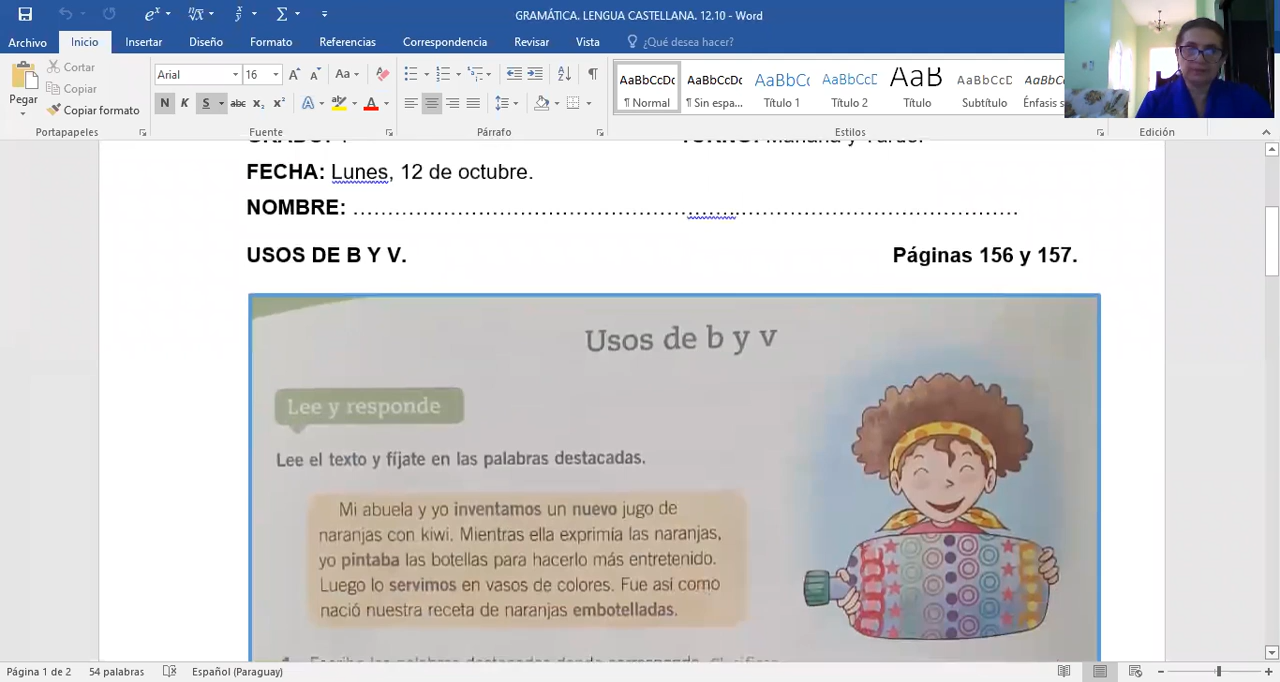 GRAMÁTICA. LENGUA CASTELLANA. 12.10 - Word
Archivo Inicio Insertar Diseño Formato Referencias Correspondencia Revisar Vista ¿Qué desea hacer?
Pegar
Cortar
Copiar
Copiar formato
Portapapeles
Arial 16
N K S abc x₂ x²
Fuente
Párrafo
AaBbCcDc AaBbCcDc AaBbCc AaBbCcD AaB AaBbCcD AaBbCcD
¶ Normal ¶ Sin espa... Título 1 Título 2 Título Subtítulo Énfasis s
Estilos
Edición
FECHA: Lunes, 12 de octubre.
NOMBRE: ………………………………………………………………………………
USOS DE B Y V. Páginas 156 y 157.
Usos de b y v
Lee y responde
Lee el texto y fíjate en las palabras destacadas.
Mi abuela y yo inventamos un nuevo jugo de
naranjas con kiwi. Mientras ella exprimía las naranjas,
yo pintaba las botellas para hacerlo más entretenido.
Luego lo servimos en vasos de colores. Fue así como
nació nuestra receta de naranjas embotelladas.
Página 1 de 2 54 palabras Español (Paraguay)